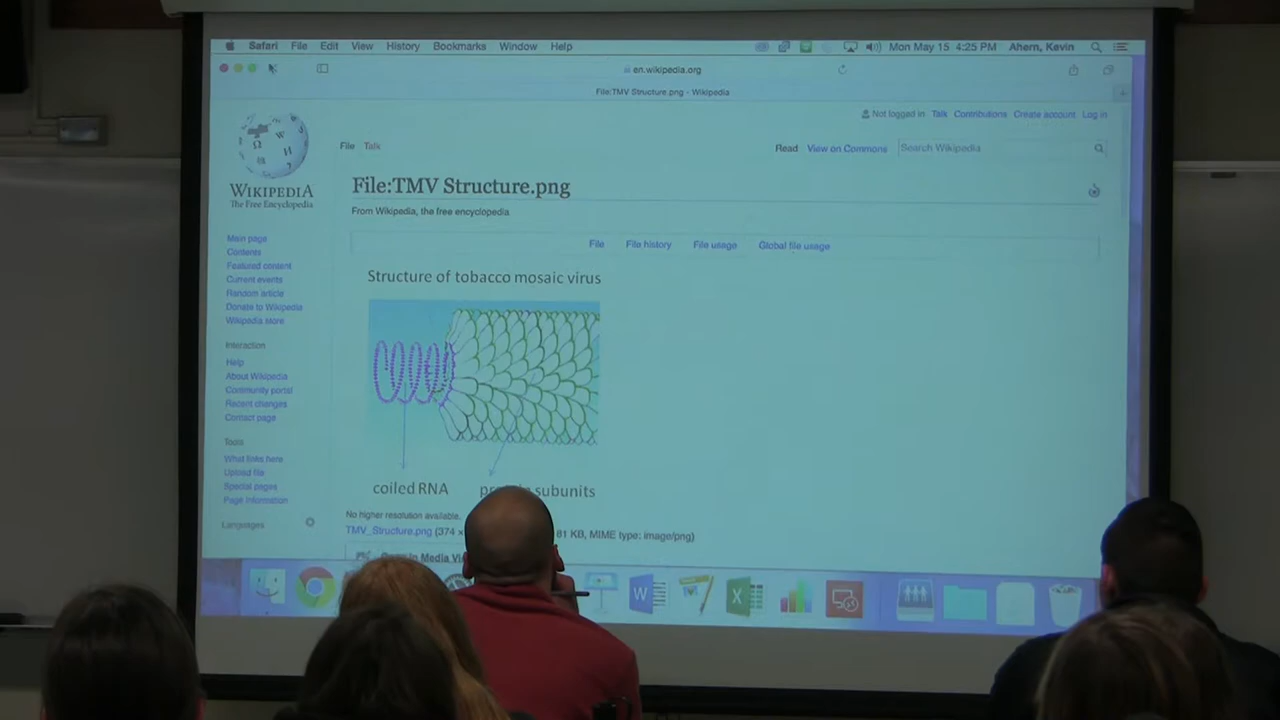 Safari File Edit View History Bookmarks Window Help Mon May 15 4:25 PM Ahern, Kevin
en.wikipedia.org
File:TMV Structure.png - Wikipedia
Not logged in Talk Contributions Create account Log in
File Talk Read View on Commons Search Wikipedia
WIKIPEDIA
The Free Encyclopedia
File:TMV Structure.png
From Wikipedia, the free encyclopedia
File File history File usage Global file usage
Main page
Contents
Featured content
Current events
Random article
Donate to Wikipedia
Wikipedia store
Interaction
Help
About Wikipedia
Community portal
Recent changes
Contact page
Tools
What links here
Upload file
Special pages
Page information
Languages
Structure of tobacco mosaic virus
coiled RNA subunits
No higher resolution available.
TMV_Structure.png (374 × 81 KB, MIME type: image/png)
in Media